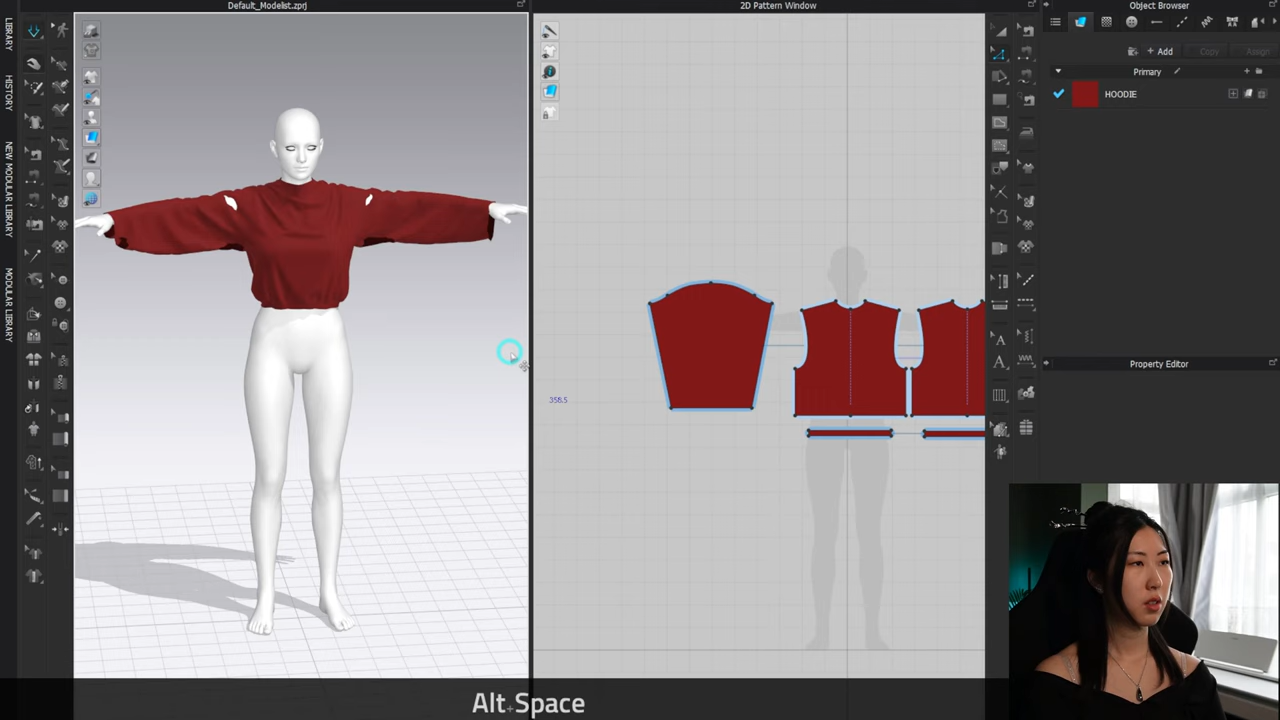 Default_Modelist.zprj
2D Pattern Window
Object Browser
LIBRARY
HISTORY
NEW MODULAR LIBRARY
MODULAR LIBRARY
Add
Copy
Assign
Primary
HOODIE
Property Editor
358.5
Alt+Space